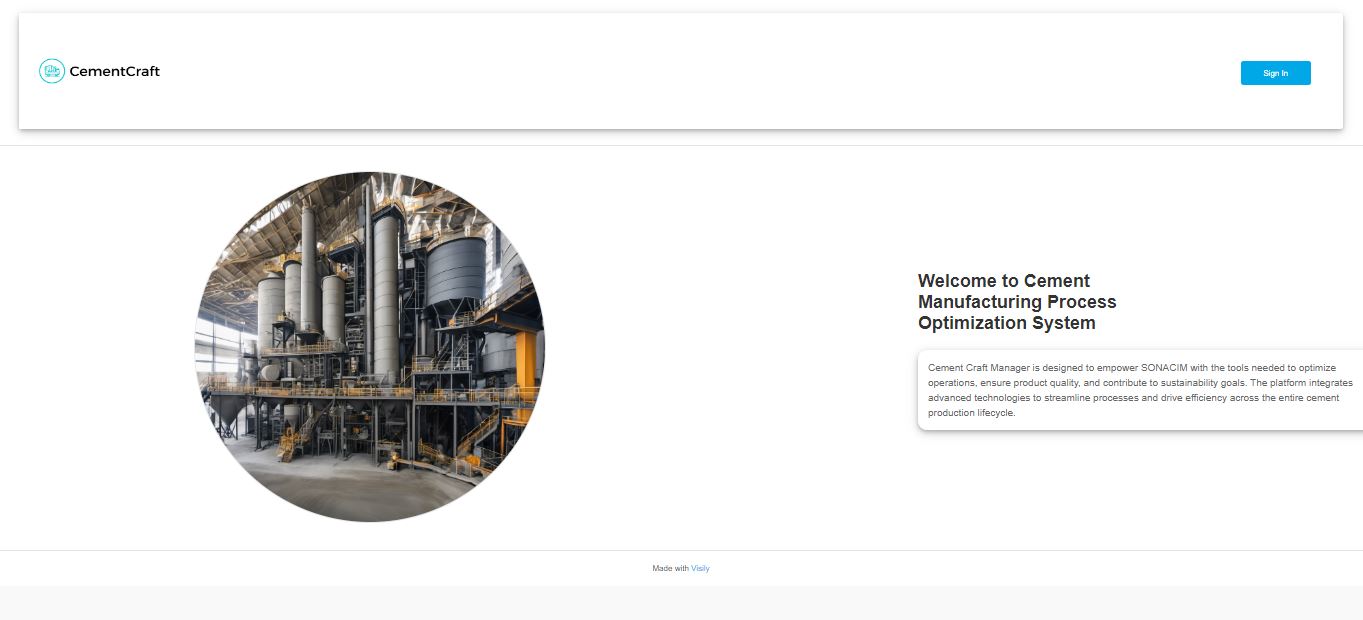 CementCraft
Sign In
Welcome to Cement
Manufacturing Process
Optimization System
Cement Craft Manager is designed to empower SONACIM with the tools needed to optimize
operations, ensure product quality, and contribute to sustainability goals. The platform integrates
advanced technologies to streamline processes and drive efficiency across the entire cement
production lifecycle.
Made with Visily